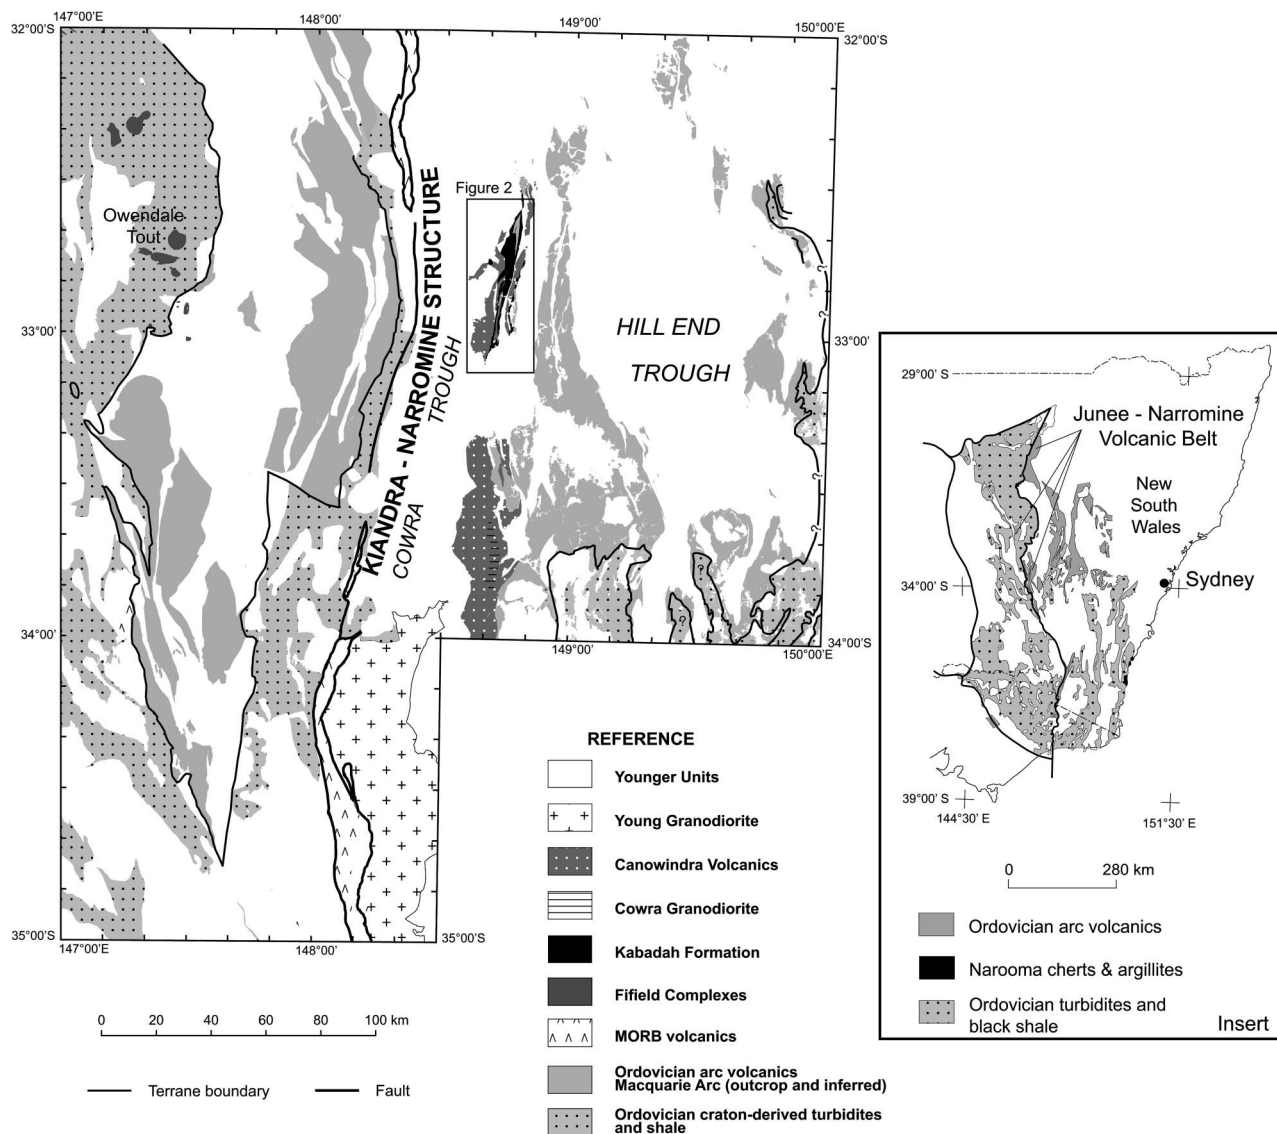 147°00'E
148°00'
149°00'
150°00'E
32°00'S
32°00'S
Owendale
Tout
Figure 2
KIANDRA - NARROMINE STRUCTURE
COWRA TROUGH
HILL END
TROUGH
33°00'
33°00'
?
?
?
?
?
?
34°00'
34°00'S
149°00'
150°00'E
35°00'S
35°00'S
147°00'E
148°00'
0 20 40 60 80 100 km
Terrane boundary
Fault
REFERENCE
Younger Units
Young Granodiorite
Canowindra Volcanics
Cowra Granodiorite
Kabadah Formation
Fifield Complexes
MORB volcanics
Ordovician arc volcanics
Macquarie Arc (outcrop and inferred)
Ordovician craton-derived turbidites
and shale
29°00' S
Junee - Narromine
Volcanic Belt
New
South
Wales
34°00' S
Sydney
39°00' S
144°30' E
151°30' E
0 280 km
Ordovician arc volcanics
Narooma cherts & argillites
Ordovician turbidites and
black shale
Insert